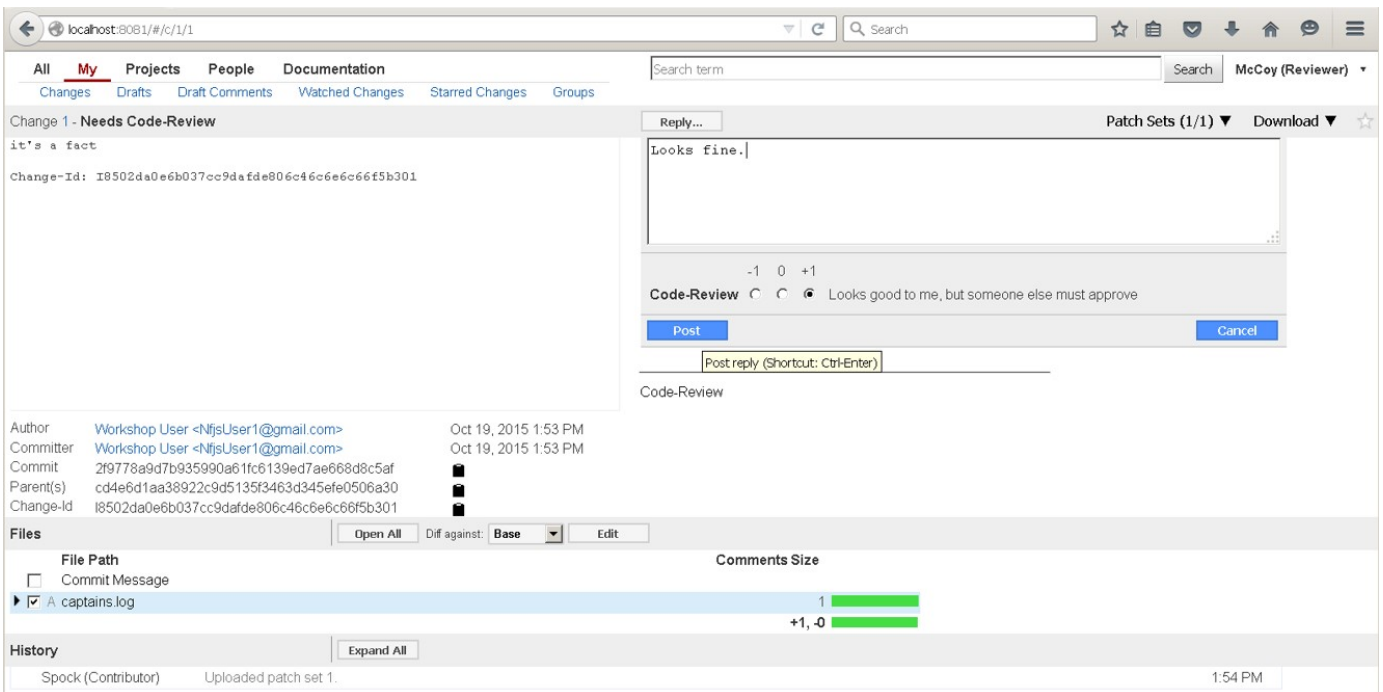 localhost:8081/#/c/1/1 Search
All My Projects People Documentation Search term Search McCoy (Reviewer)
Changes Drafts Draft Comments Watched Changes Starred Changes Groups
Change 1 - Needs Code-Review Reply... Patch Sets (1/1) ▼ Download ▼
it's a fact
Change-Id: I8502da0e6b037cc9dafde806c46c6e6c66f5b301
Looks fine.
-1 0 +1
Code-Review Looks good to me, but someone else must approve
Post Cancel
Post reply (Shortcut: Ctrl-Enter)
Code-Review
Author Workshop User <NfjsUser1@gmail.com> Oct 19, 2015 1:53 PM
Committer Workshop User <NfjsUser1@gmail.com> Oct 19, 2015 1:53 PM
Commit 2f9778a9d7b935990a61fc6139ed7ae668d8c5af
Parent(s) cd4e6d1aa38922c9d5135f3463d345efe0506a30
Change-Id I8502da0e6b037cc9dafde806c46c6e6c66f5b301
Files Open All Diff against: Base Edit
File Path Comments Size
Commit Message
A captains.log 1
+1, -0
History Expand All
Spock (Contributor) Uploaded patch set 1. 1:54 PM